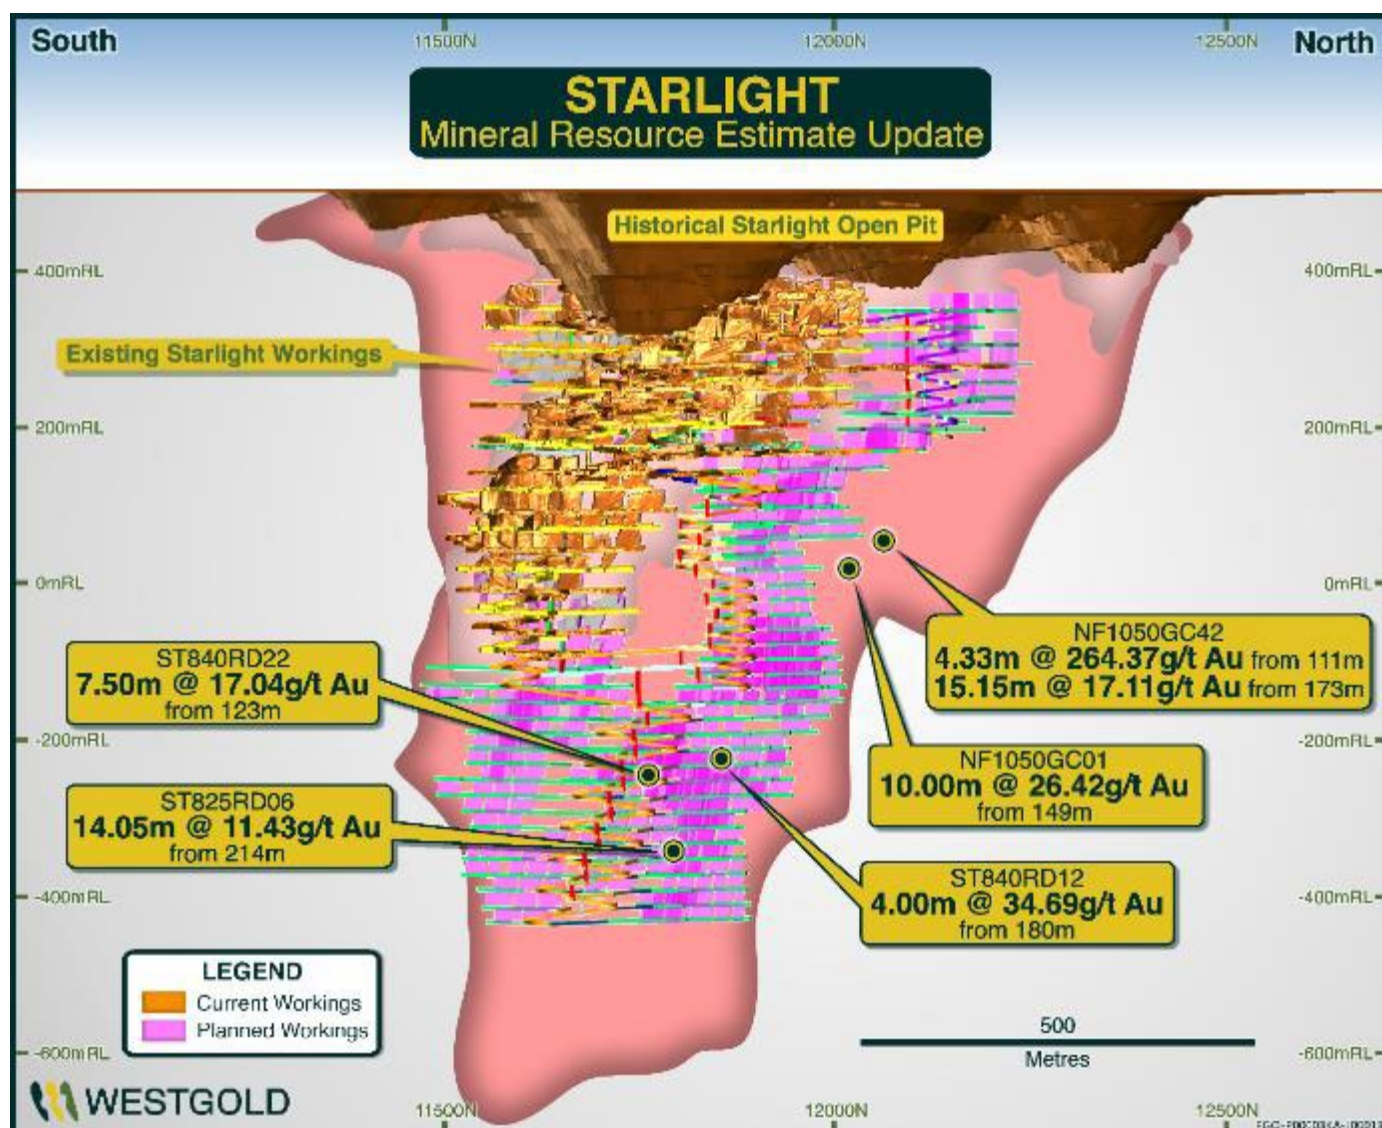 South
11500N
12000N
12500N
North
STARLIGHT
Mineral Resource Estimate Update
Historical Starlight Open Pit
400mRL
400mRL
Existing Starlight Workings
200mRL
200mRL
0mRL
0mRL
NF1050GC42
4.33m @ 264.37g/t Au from 111m
15.15m @ 17.11g/t Au from 173m
ST840RD22
7.50m @ 17.04g/t Au
from 123m
-200mRL
-200mRL
NF1050GC01
10.00m @ 26.42g/t Au
from 149m
ST825RD06
14.05m @ 11.43g/t Au
from 214m
ST840RD12
4.00m @ 34.69g/t Au
from 180m
-400mRL
-400mRL
LEGEND
Current Workings
Planned Workings
500
Metres
-600mRL
-600mRL
WESTGOLD
11500N
12000N
12500N